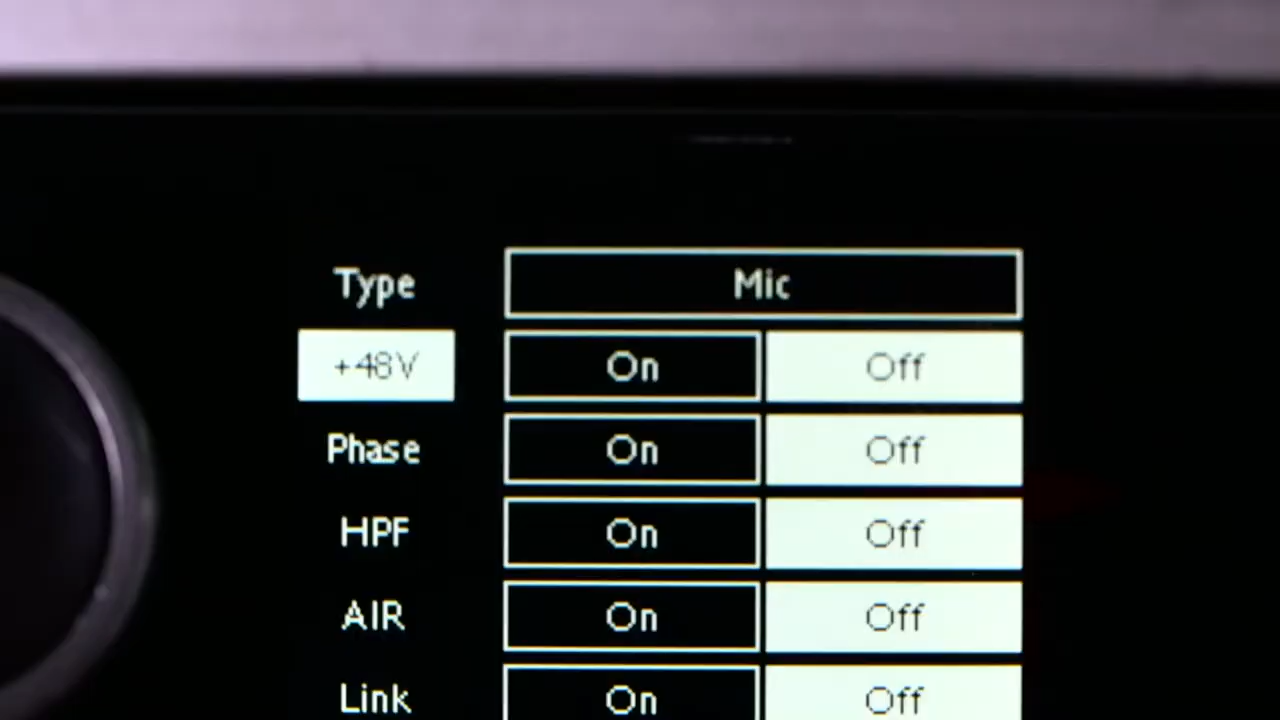 Type Mic
+48V On Off
Phase On Off
HPF On Off
AIR On Off
Link On Off